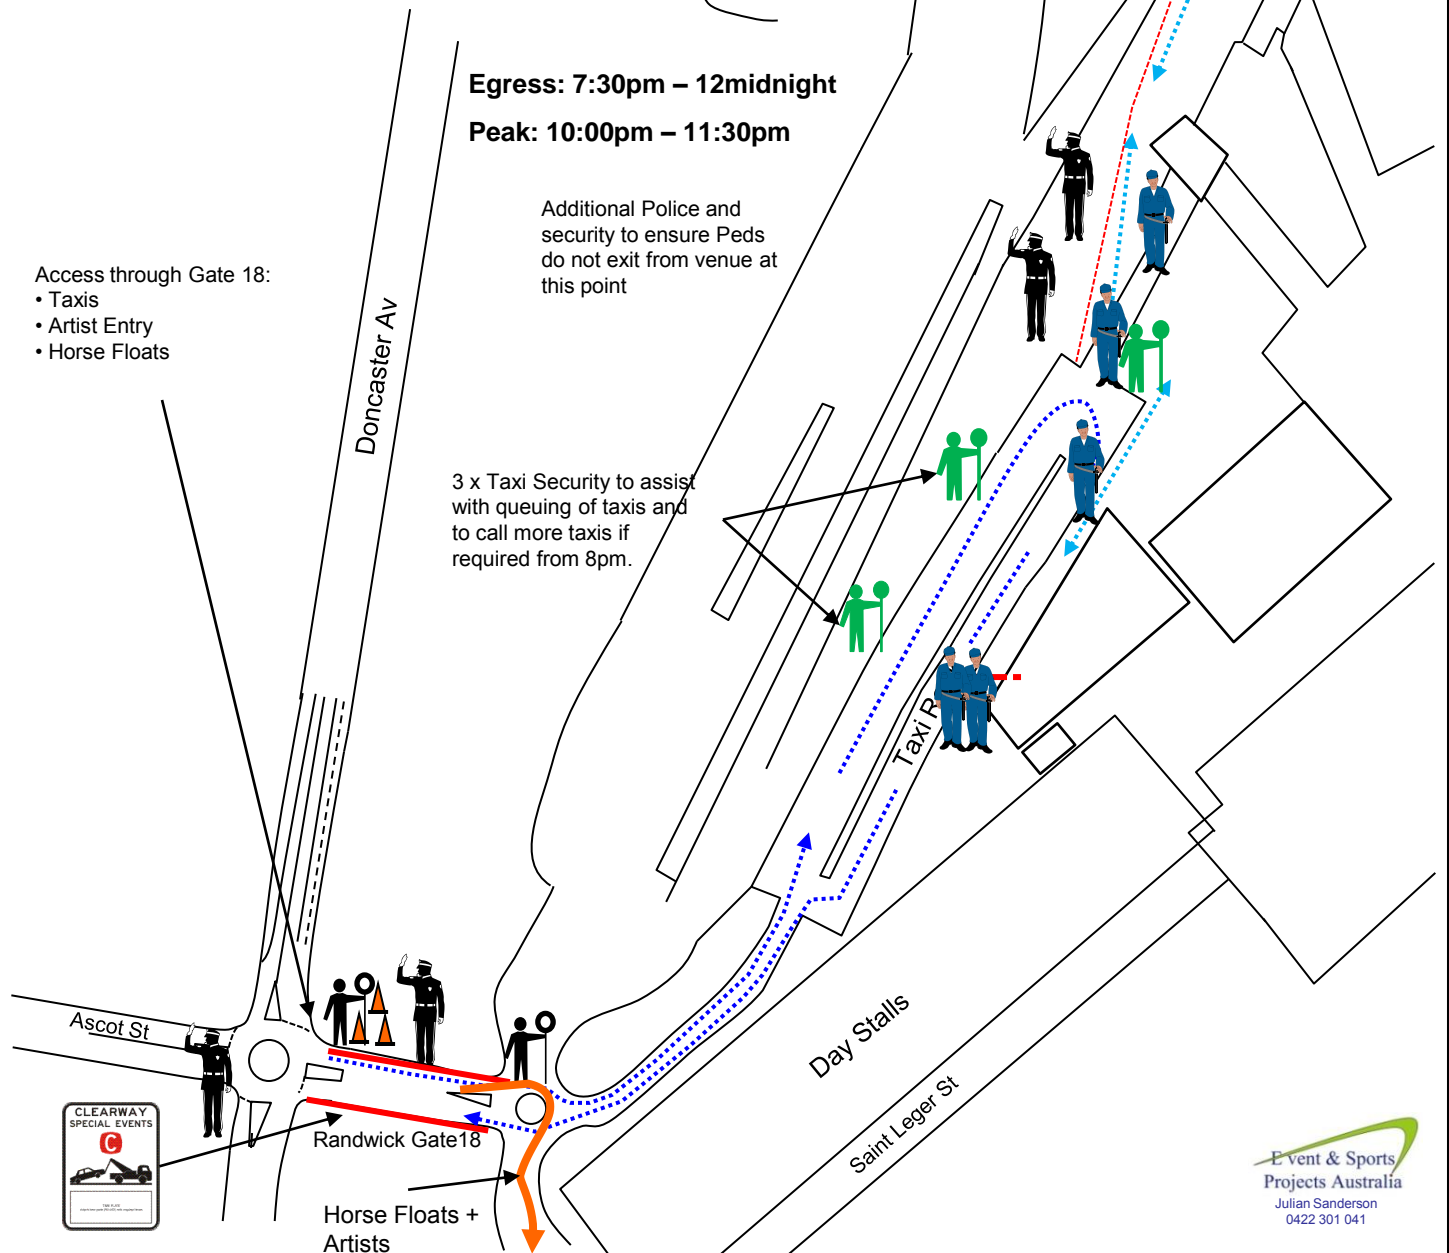 Egress: 7:30pm – 12midnight
Peak: 10:00pm – 11:30pm
Additional Police and
security to ensure Peds
do not exit from venue at
this point
Access through Gate 18:
• Taxis
• Artist Entry
• Horse Floats
Doncaster Av
3 x Taxi Security to assist
with queuing of taxis and
to call more taxis if
required from 8pm.
Taxi R
Ascot St
Day Stalls
Saint Leger St
CLEARWAY
SPECIAL EVENTS
C
Randwick Gate18
Horse Floats +
Artists
Event & Sports
Projects Australia
Julian Sanderson
0422 301 041